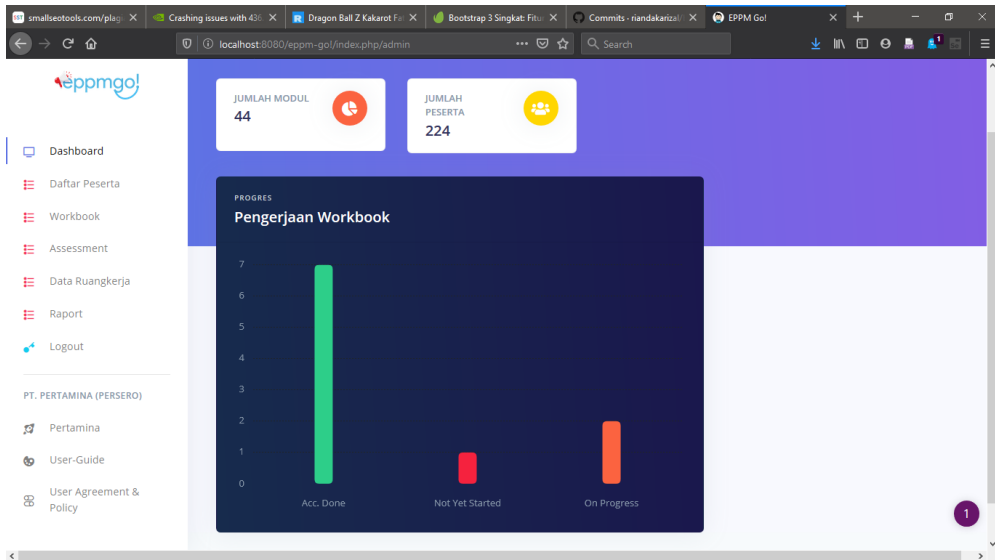 smallseotools.com/plag
Crashing issues with 436.
Dragon Ball Z Kakarot Fa
Bootstrap 3 Singkat: Fitur
Commits · riandakarizal/
EPPM Go!
localhost:8080/eppm-go!/index.php/admin
Search
1
eppmgo!
Dashboard
Daftar Peserta
Workbook
Assessment
Data Ruangkerja
Raport
Logout
PT. PERTAMINA (PERSERO)
Pertamina
User-Guide
User Agreement &
Policy
JUMLAH MODUL
44
JUMLAH
PESERTA
224
PROGRES
Pengerjaan Workbook
7
6
5
4
3
2
1
0
Acc. Done
Not Yet Started
On Progress
1